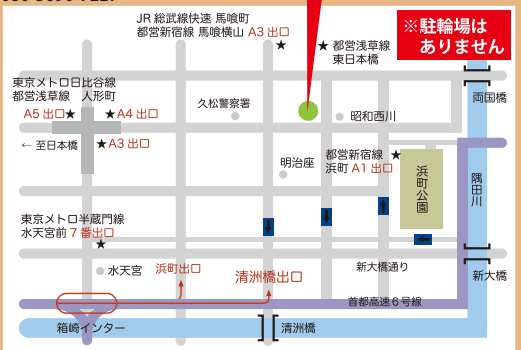 JR 総武線快速 馬喰町
都営新宿線 馬喰横山 A3 出口
★
※駐輪場は
ありません
★ 都営浅草線
東日本橋
東京メトロ日比谷線
都営浅草線 人形町
A5 出口★ ★A4 出口
久松警察署
昭和西川
両国橋
← 至日本橋
★A3 出口
明治座
都営新宿線 ★
浜町 A1 出口
浜町公園
隅田川
東京メトロ半蔵門線
水天宮前 7 番出口
★
水天宮
浜町出口
清洲橋出口
新大橋通り
新大橋
首都高速6号線
箱崎インター
清洲橋